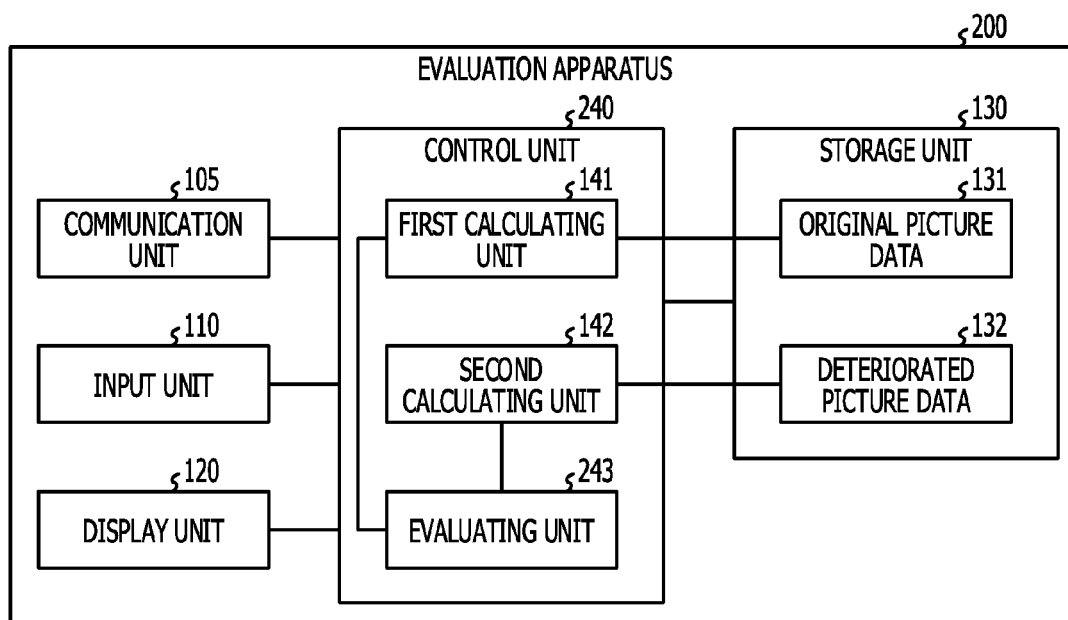 200
EVALUATION APPARATUS
240
CONTROL UNIT
130
STORAGE UNIT
105
COMMUNICATION
UNIT
141
FIRST CALCULATING
UNIT
131
ORIGINAL PICTURE
DATA
110
INPUT UNIT
142
SECOND
CALCULATING UNIT
132
DETERIORATED
PICTURE DATA
120
DISPLAY UNIT
243
EVALUATING UNIT